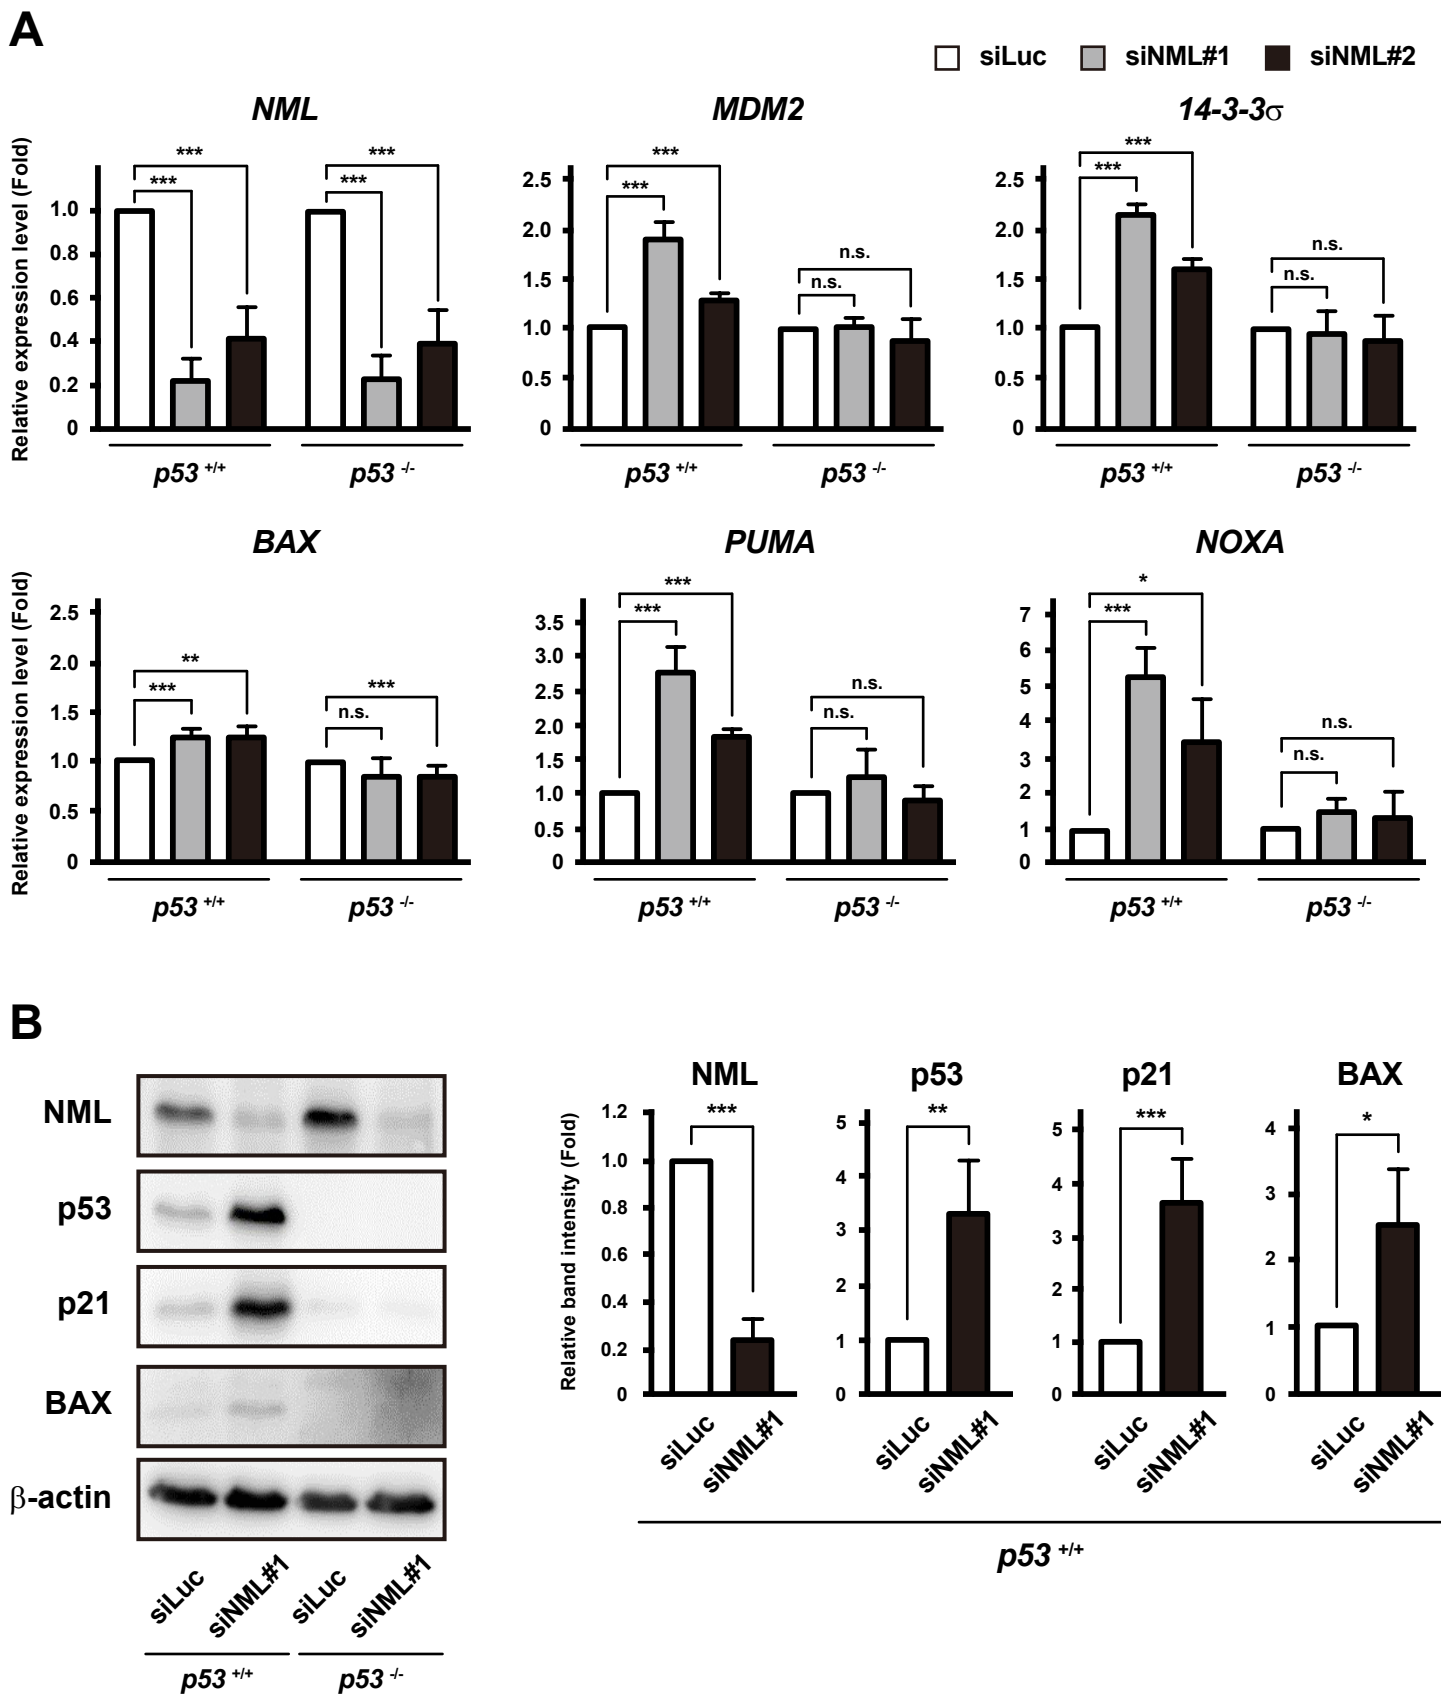 A
siLuc siNML#1 siNML#2
NML MDM2 14-3-3σ
Relative expression level (Fold)
1.0
0.8
0.6
0.4
0.2
0
*** *** *** ***
p53 +/+ p53 -/-
2.5
2.0
1.5
1.0
0.5
0
*** *** n.s. n.s.
p53 +/+ p53 -/-
2.5
2.0
1.5
1.0
0.5
0
*** *** n.s. n.s.
p53 +/+ p53 -/-
BAX PUMA NOXA
Relative expression level (Fold)
2.5
2.0
1.5
1.0
0.5
0
** *** *** n.s.
p53 +/+ p53 -/-
3.5
3.0
2.5
2.0
1.5
1.0
0.5
0
*** *** n.s. n.s.
p53 +/+ p53 -/-
7
6
5
4
3
2
1
0
* *** n.s. n.s.
p53 +/+ p53 -/-
B
NML
p53
p21
BAX
β-actin
siLuc siNML#1 siLuc siNML#1
p53 +/+ p53 -/-
NML p53 p21 BAX
Relative band intensity (Fold)
1.2
1.0
0.8
0.6
0.4
0.2
0
***
siLuc siNML#1
5
4
3
2
1
0
**
siLuc siNML#1
5
4
3
2
1
0
***
siLuc siNML#1
4
3
2
1
0
*
siLuc siNML#1
p53 +/+